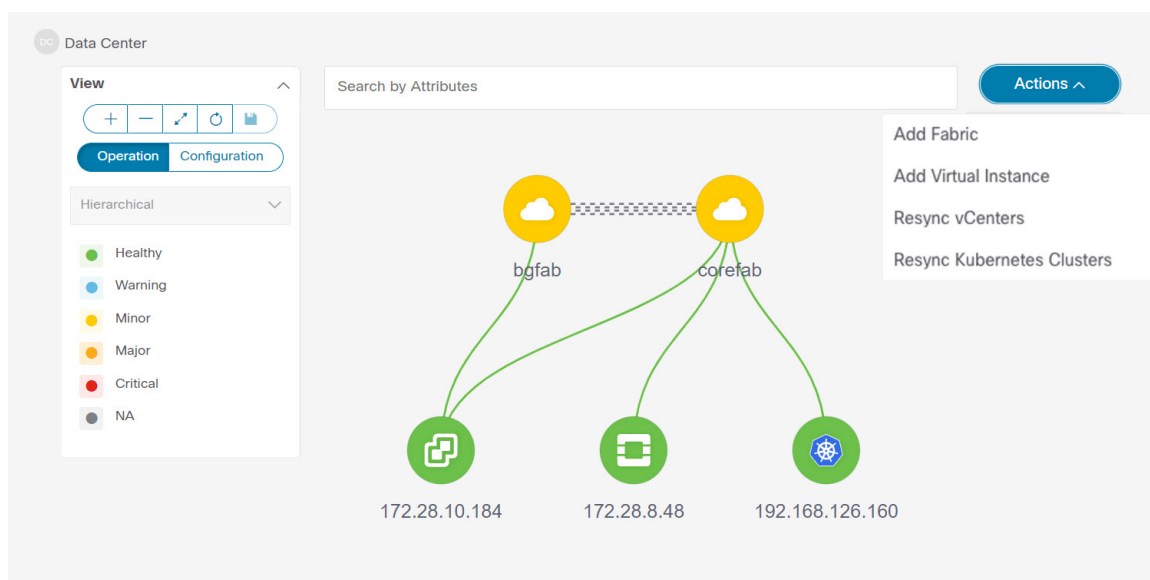 DC Data Center
View
Search by Attributes
Actions
Operation Configuration
Hierarchical
Healthy
Warning
Minor
Major
Critical
NA
Add Fabric
Add Virtual Instance
Resync vCenters
Resync Kubernetes Clusters
bgfab
corefab
172.28.10.184
172.28.8.48
192.168.126.160